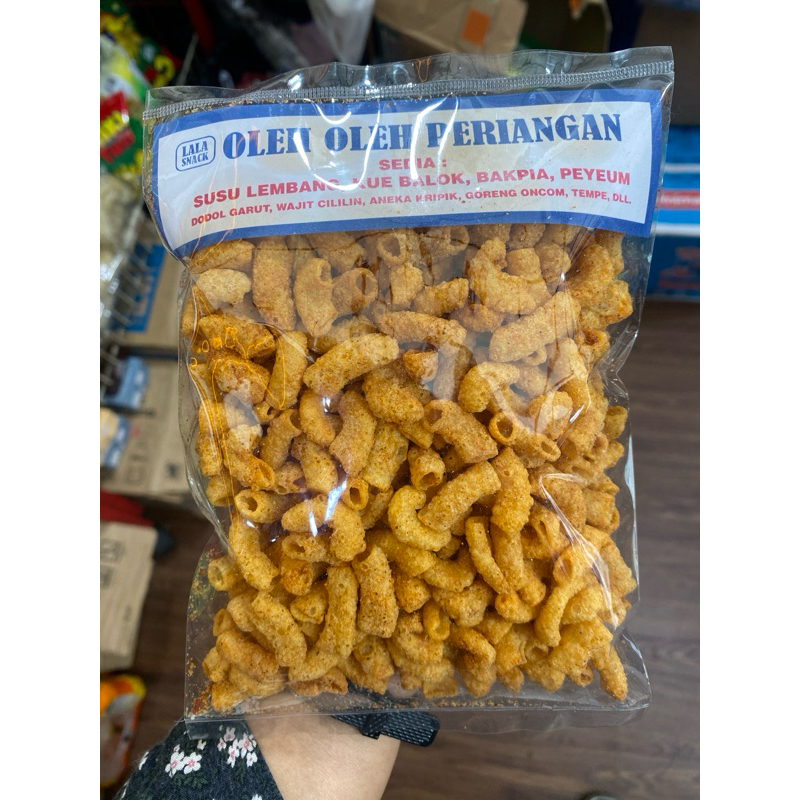 LALA
SNACK
OLEH OLEH PERIANGAN
SEDIA :
SUSU LEMBANG, KUE BALOK, BAKPIA, PEYEUM
DODOL GARUT, WAJIT CILILIN, ANEKA KRIPIK, GORENG ONCOM, TEMPE, DLL.